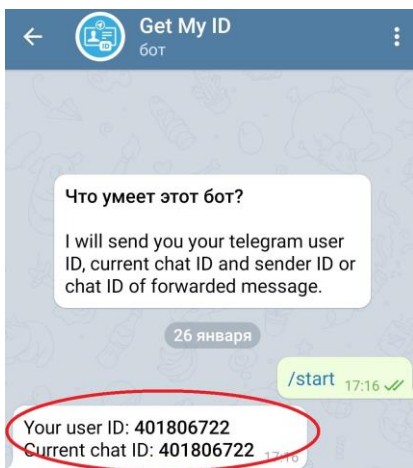 Get My ID
бот
Что умеет этот бот?
I will send you your telegram user
ID, current chat ID and sender ID or
chat ID of forwarded message.
26 января
/start 17:16
Your user ID: 401806722
Current chat ID: 401806722 17:16